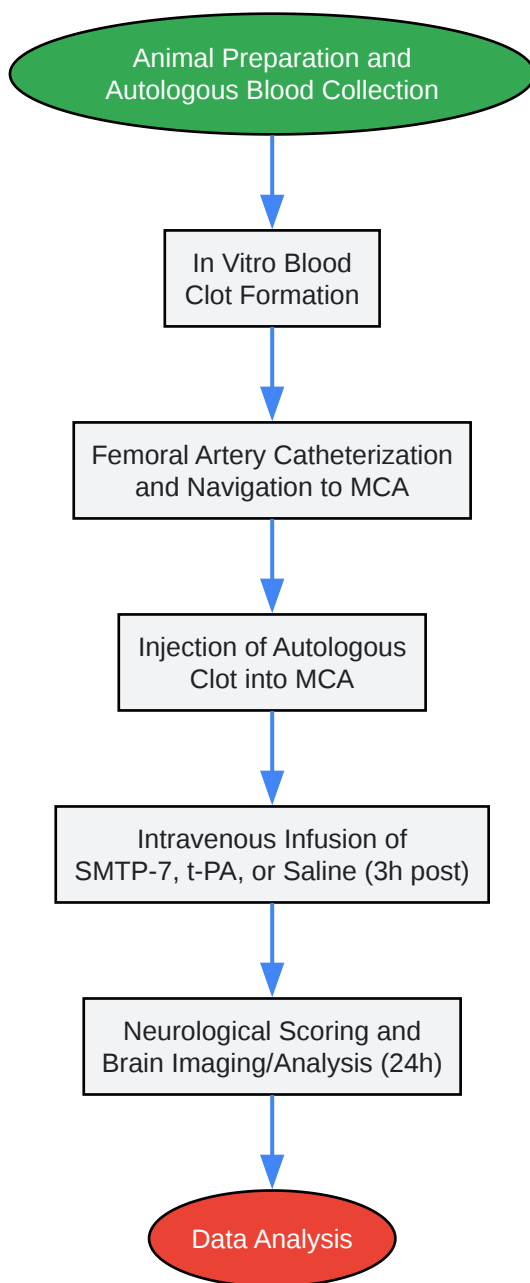 Animal Preparation and
Autologous Blood Collection
In Vitro Blood
Clot Formation
Femoral Artery Catheterization
and Navigation to MCA
Injection of Autologous
Clot into MCA
Intravenous Infusion of
SMTP-7, t-PA, or Saline (3h post)
Neurological Scoring and
Brain Imaging/Analysis (24h)
Data Analysis